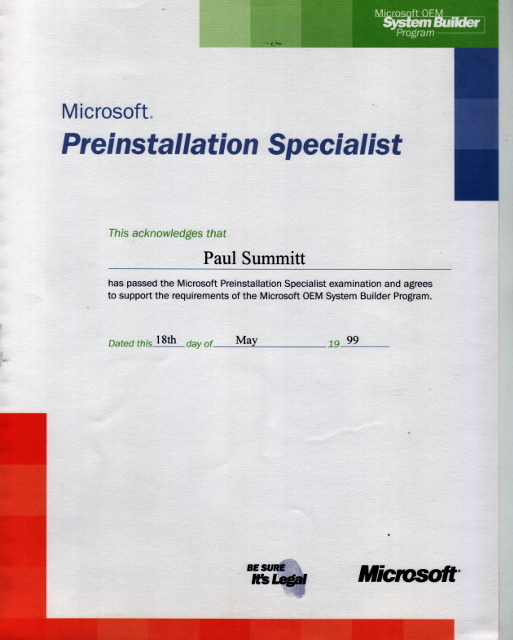 Microsoft OEM
System Builder
Program
Microsoft.
Preinstallation Specialist
This acknowledges that
Paul Summitt
has passed the Microsoft Preinstallation Specialist examination and agrees
to support the requirements of the Microsoft OEM System Builder Program.
Dated this 18th day of May 19 99
BE SURE
It's Legal
Microsoft